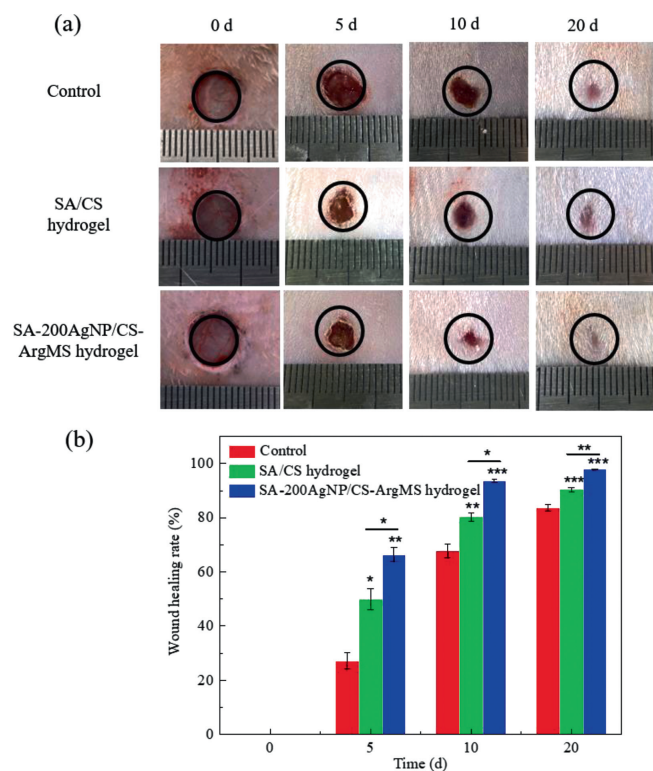 (a)
0 d
5 d
10 d
20 d
Control
SA/CS
hydrogel
SA-200AgNP/CS-
ArgMS hydrogel
(b)
Control
SA/CS hydrogel
SA-200AgNP/CS-ArgMS hydrogel
Wound healing rate (%)
100
80
60
40
20
0
*
*
**
*
**
***
**
***
***
0
5
10
20
Time (d)